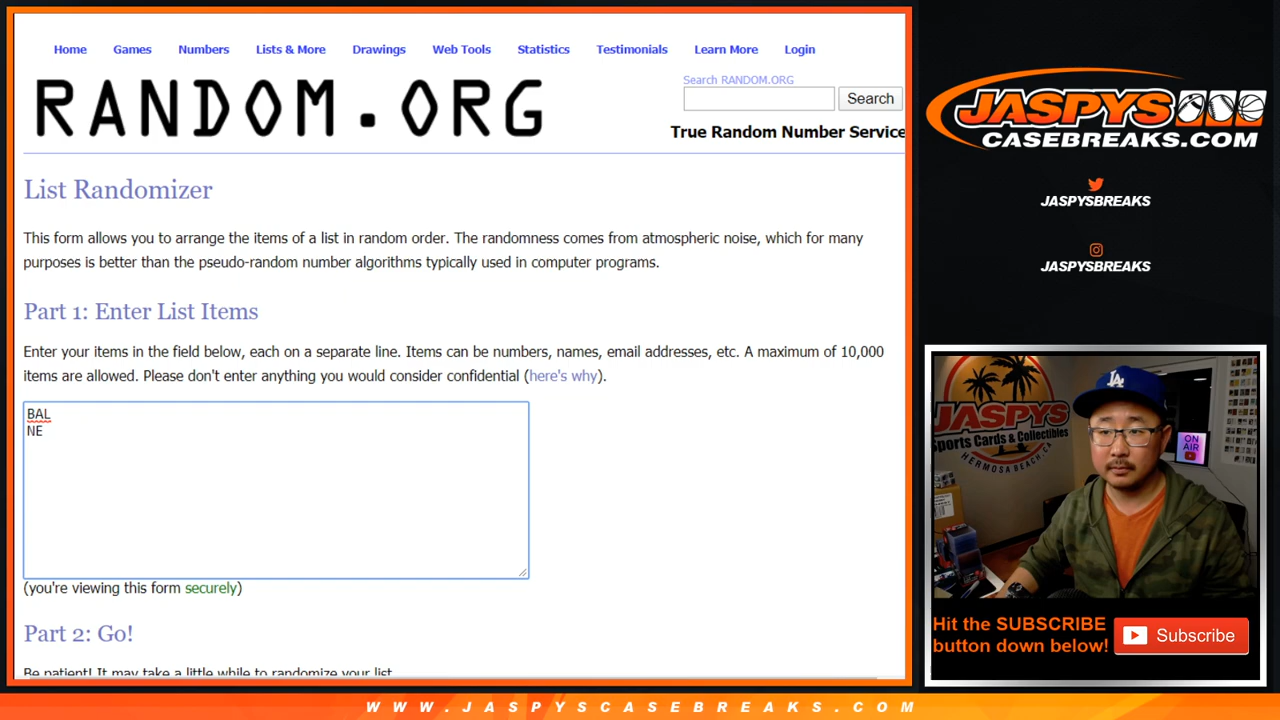 Home Games Numbers Lists & More Drawings Web Tools Statistics Testimonials Learn More Login
RANDOM.ORG
Search RANDOM.ORG
Search
True Random Number Service
List Randomizer
This form allows you to arrange the items of a list in random order. The randomness comes from atmospheric noise, which for many
purposes is better than the pseudo-random number algorithms typically used in computer programs.
Part 1: Enter List Items
Enter your items in the field below, each on a separate line. Items can be numbers, names, email addresses, etc. A maximum of 10,000
items are allowed. Please don't enter anything you would consider confidential (here's why).
BAL
NE
(you're viewing this form securely)
Part 2: Go!
Be patient! It may take a little while to randomize your list
JASPYS
CASEBREAKS.COM
JASPYSBREAKS
JASPYSBREAKS
JASPYS
Sports Cards & Collectibles
HERMOSA BEACH, CA
LA
ON
AIR
Hit the SUBSCRIBE
button down below!
Subscribe
WWW.JASPYSCASEBREAKS.COM